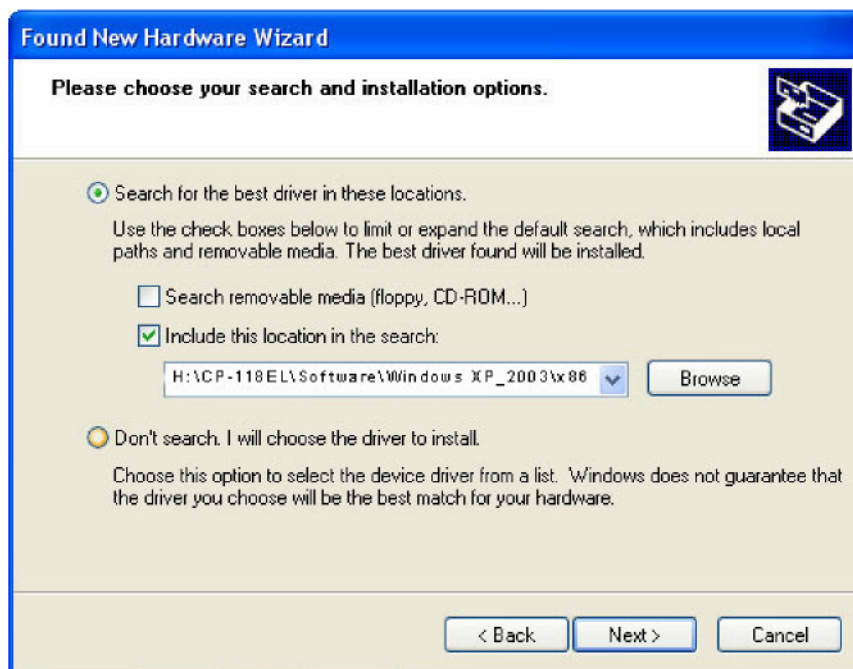 Found New Hardware Wizard
Please choose your search and installation options.
Search for the best driver in these locations.
Use the check boxes below to limit or expand the default search, which includes local
paths and removable media. The best driver found will be installed.
Search removable media (floppy, CD-ROM...)
Include this location in the search:
H:\CP-118EL\Software\Windows XP_2003\x86
Browse
Don't search. I will choose the driver to install.
Choose this option to select the device driver from a list. Windows does not guarantee that
the driver you choose will be the best match for your hardware.
< Back
Next >
Cancel